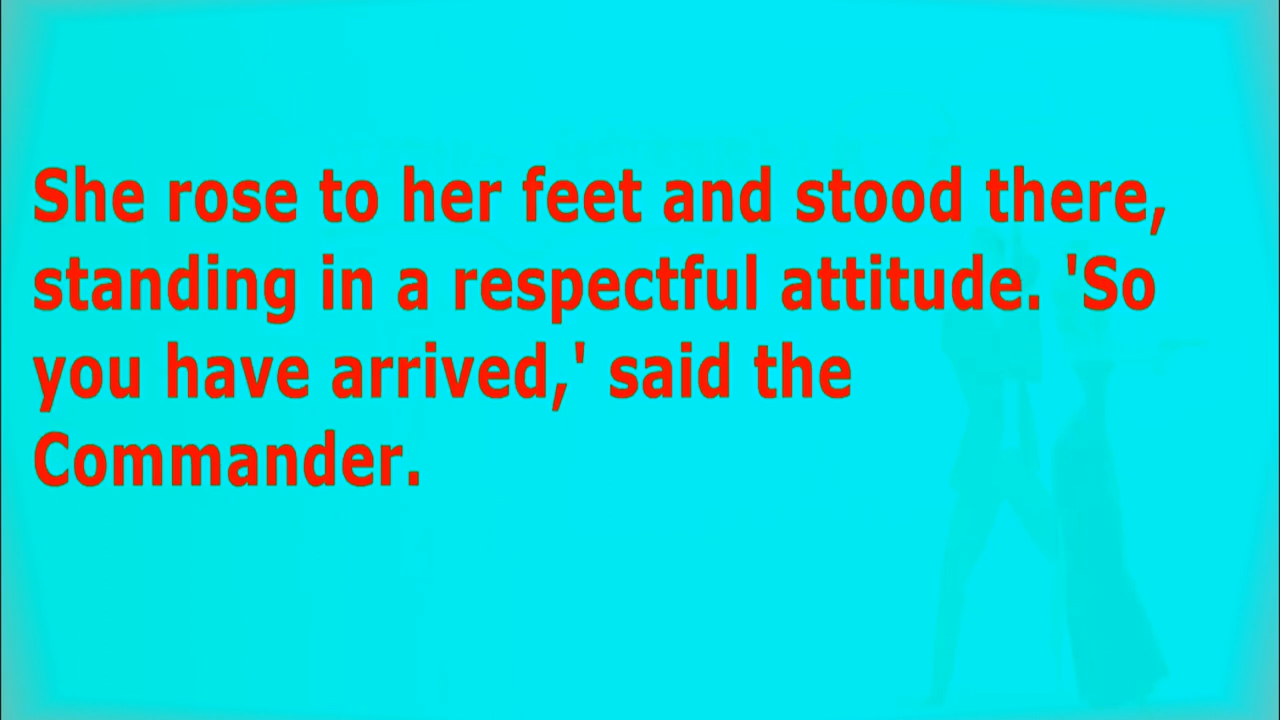 She rose to her feet and stood there,
standing in a respectful attitude. 'So
you have arrived,' said the
Commander.